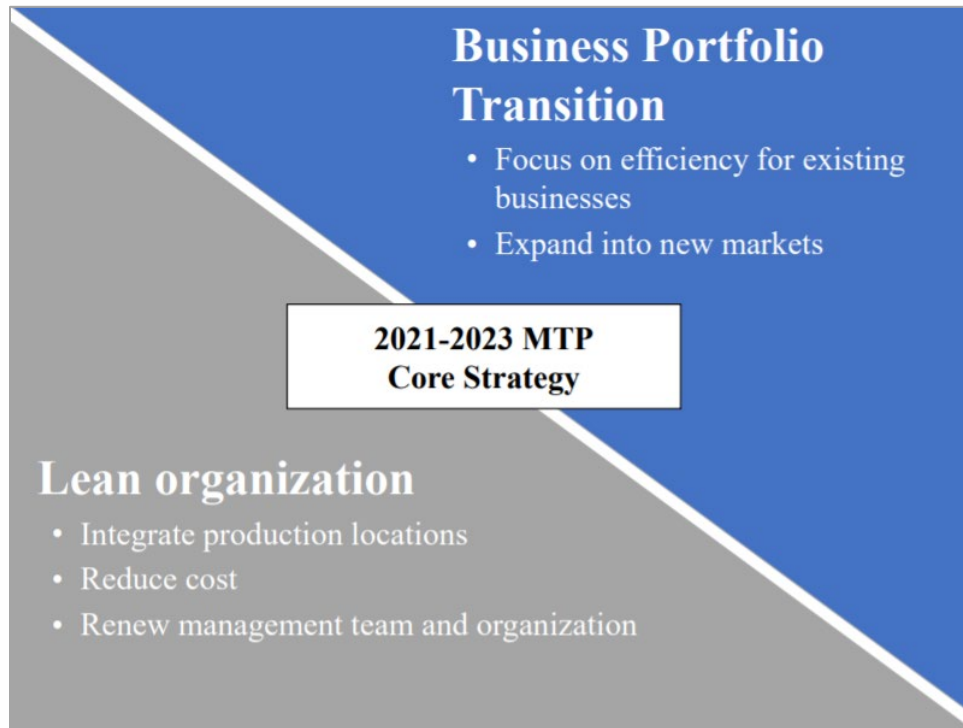 Business Portfolio
Transition
• Focus on efficiency for existing
businesses
• Expand into new markets
2021-2023 MTP
Core Strategy
Lean organization
• Integrate production locations
• Reduce cost
• Renew management team and organization